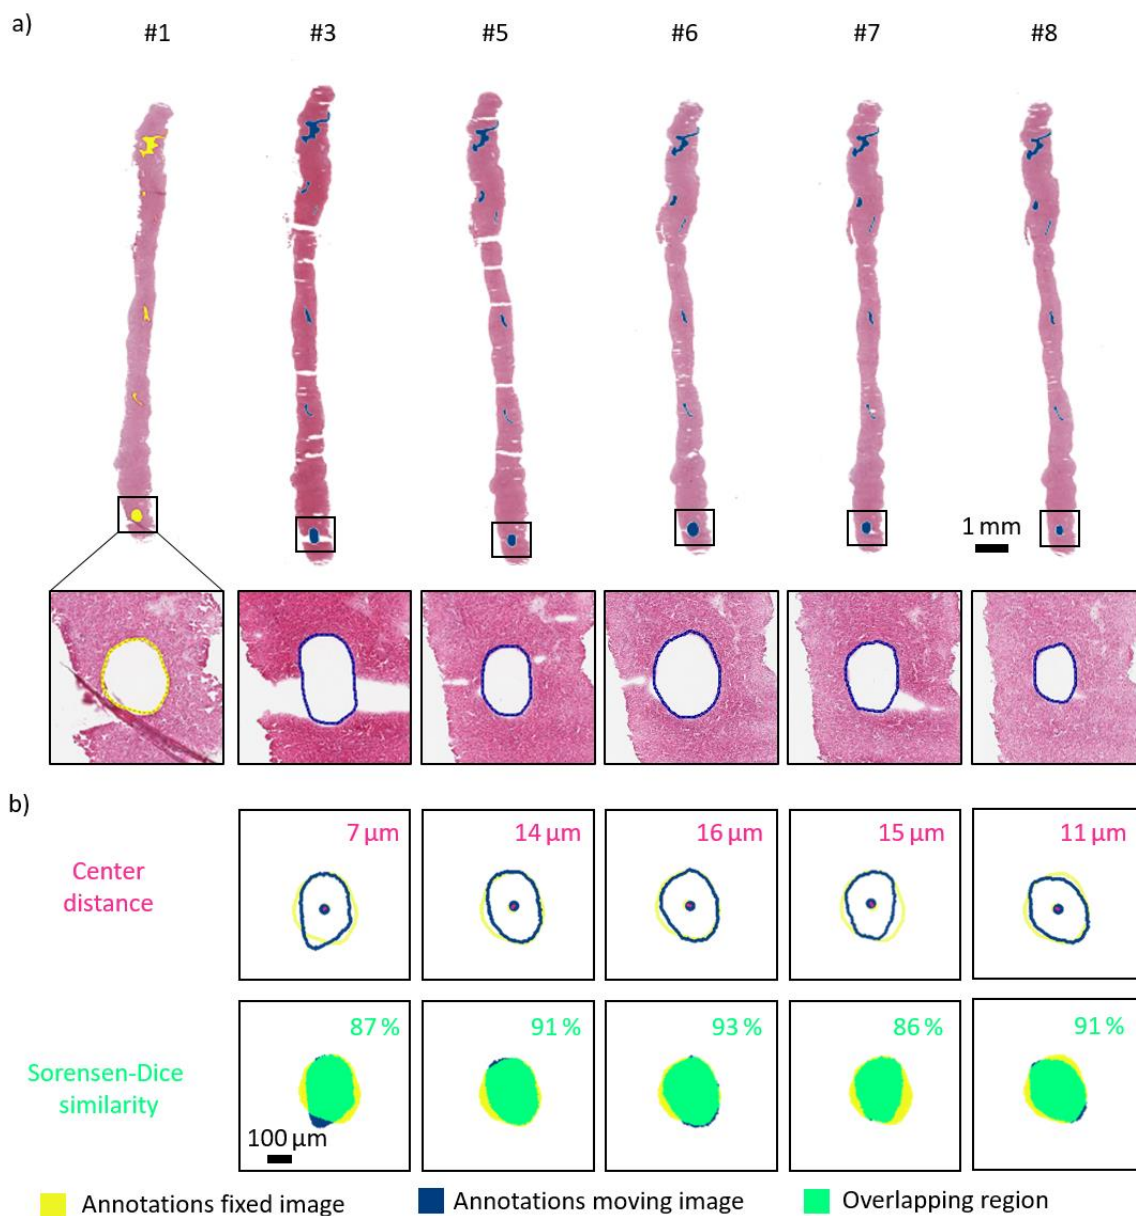 a)
#1 #3 #5 #6 #7 #8
1 mm
b)
Center
distance
7 µm 14 µm 16 µm 15 µm 11 µm
Sorensen-Dice
similarity
87 % 91 % 93 % 86 % 91 %
100 µm
Annotations fixed image Annotations moving image Overlapping region